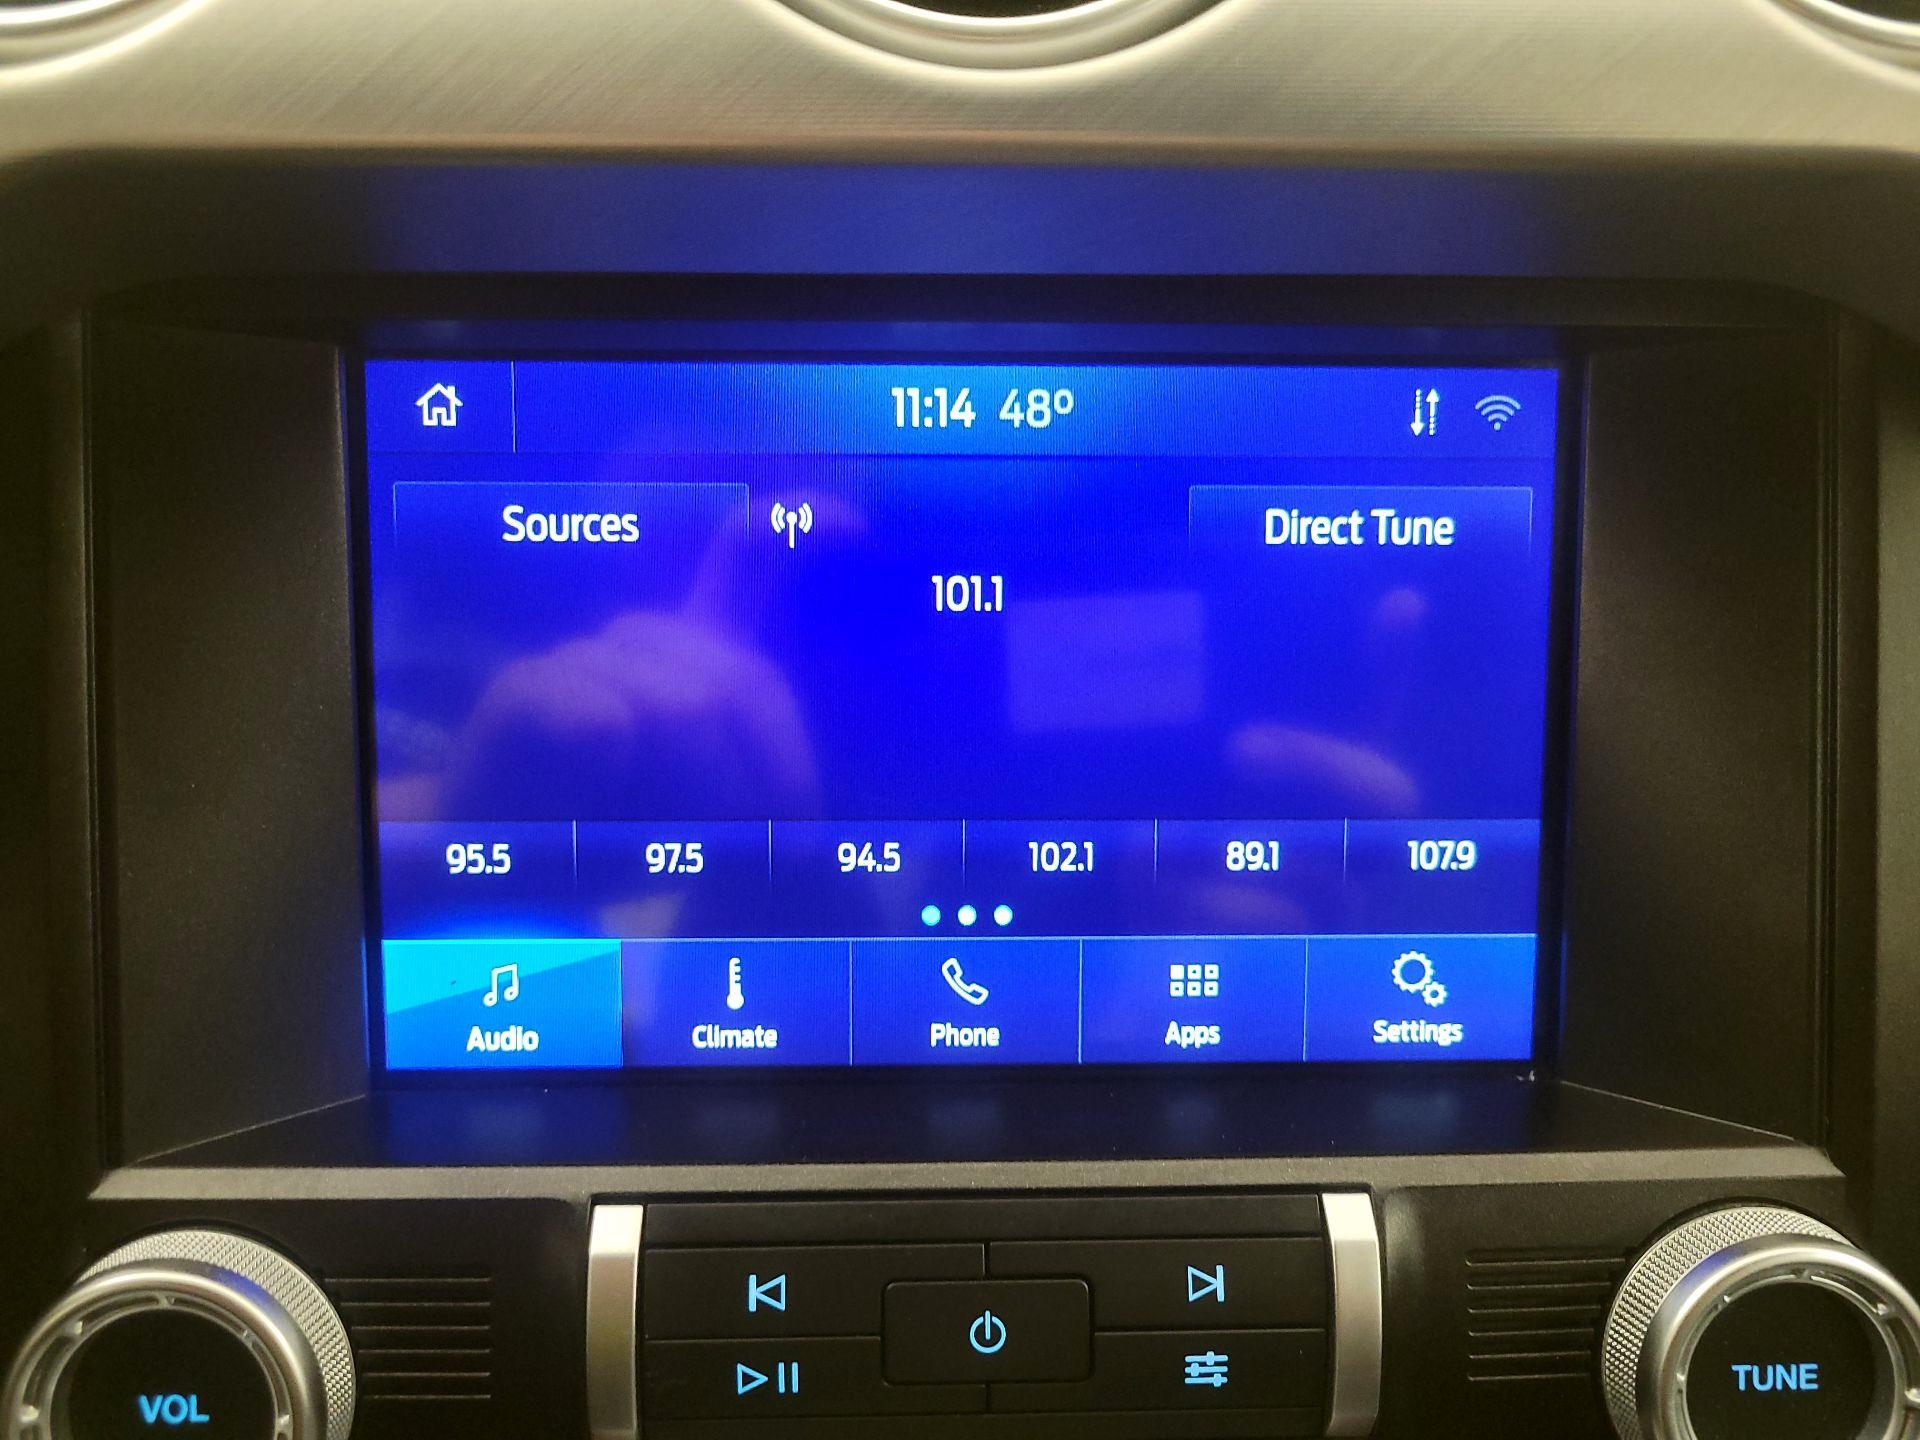 11:14 48°
Sources
Direct Tune
101.1
95.5 97.5 94.5 102.1 89.1 107.9
Audio Climate Phone Apps Settings
VOL
TUNE